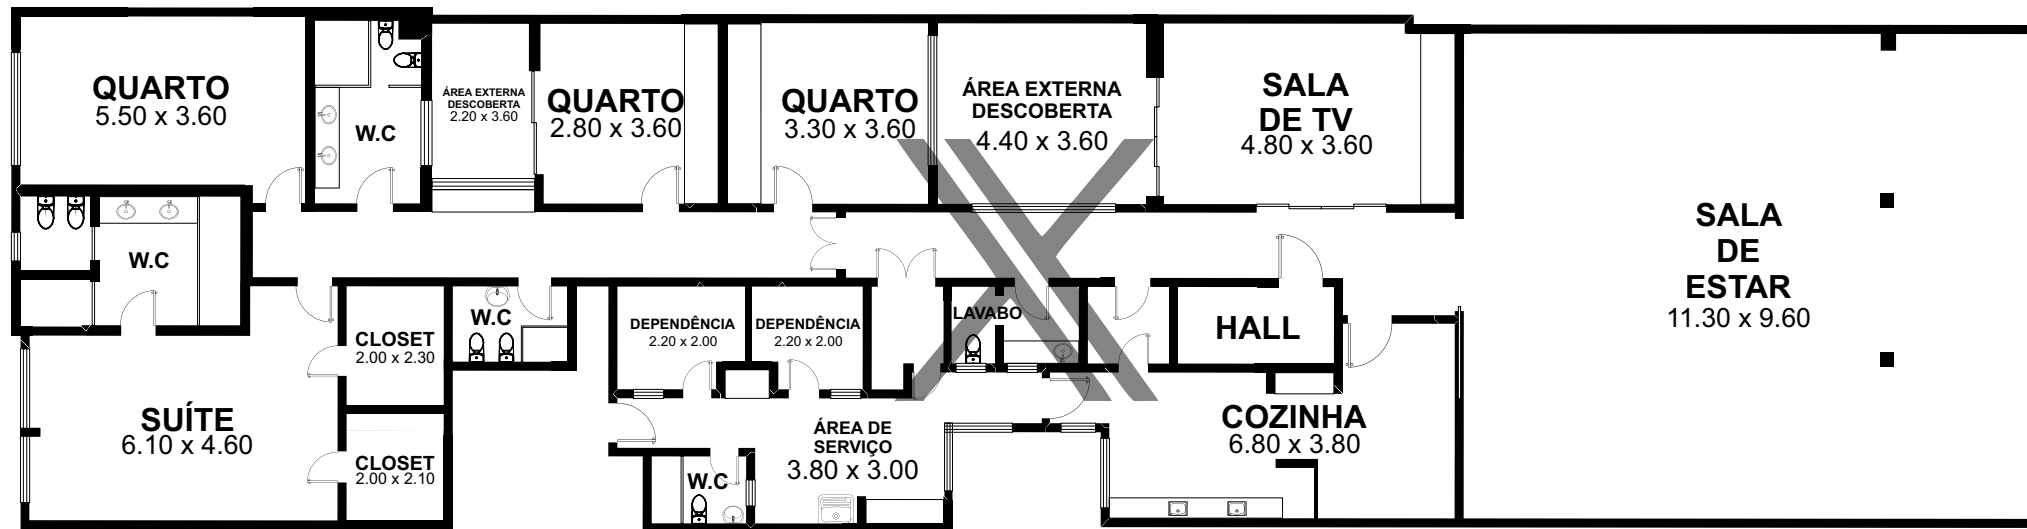 QUARTO
5.50 x 3.60
W.C
ÁREA EXTERNA
DESCOBERTA
2.20 x 3.60
QUARTO
2.80 x 3.60
QUARTO
3.30 x 3.60
ÁREA EXTERNA
DESCOBERTA
4.40 x 3.60
SALA
DE TV
4.80 x 3.60
SALA
DE
ESTAR
11.30 x 9.60
W.C
SUÍTE
6.10 x 4.60
CLOSET
2.00 x 2.30
CLOSET
2.00 x 2.10
W.C
DEPENDÊNCIA
2.20 x 2.00
DEPENDÊNCIA
2.20 x 2.00
LAVABO
HALL
W.C
ÁREA DE
SERVIÇO
3.80 x 3.00
COZINHA
6.80 x 3.80